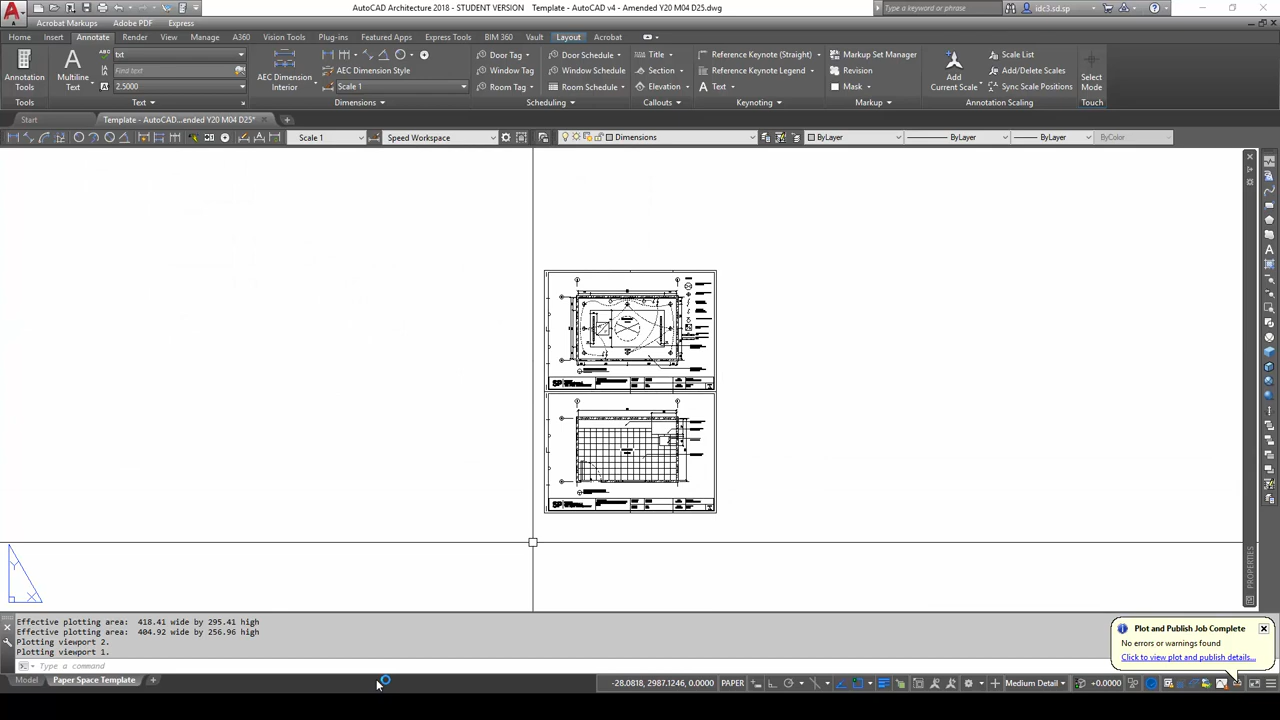 AutoCAD Architecture 2018 - STUDENT VERSION    Template - AutoCAD v4 - Amended Y20 M04 D25.dwg
Type a keyword or phrase
idc3.sd.sp
Acrobat Markups  Adobe PDF  Express
Home  Insert  Annotate  Render  View  Manage  A360  Vision Tools  Plug-ins  Featured Apps  Express Tools  BIM 360  Vault  Layout  Acrobat
Annotation Tools
Tools
Multiline Text
txt
Find text
2.5000
Text
AEC Dimension Interior
AEC Dimension Style
Scale 1
Dimensions
Door Tag
Window Tag
Room Tag
Door Schedule
Window Schedule
Room Schedule
Scheduling
Title
Section
Elevation
Callouts
Reference Keynote (Straight)
Reference Keynote Legend
Text
Keynoting
Markup Set Manager
Revision
Mask
Markup
Add Current Scale
Scale List
Add/Delete Scales
Sync Scale Positions
Annotation Scaling
Select Mode
Touch
Start  Template - AutoCAD...ended Y20 M04 D25*
Scale 1  Speed Workspace  Dimensions  ByLayer  ByLayer  ByLayer  ByColor
SP
SP
Y
X
PROPERTIES
Effective plotting area:  418.41 wide by 295.41 high
Effective plotting area:  404.92 wide by 256.96 high
Plotting viewport 2.
Plotting viewport 1.
Type a command
Plot and Publish Job Complete
No errors or warnings found
Click to view plot and publish details...
Model  Paper Space Template  +
-28.0818, 2987.1246, 0.0000  PAPER  Medium Detail  +0.0000